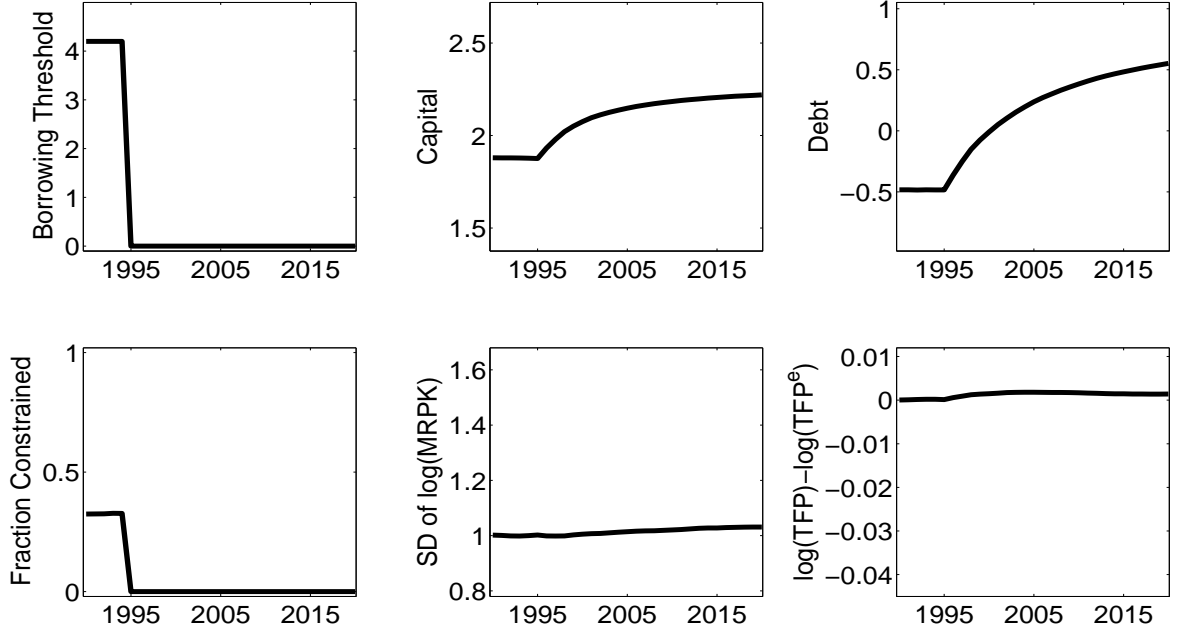 Borrowing Threshold
4
3
2
1
0
1995 2005 2015
Capital
2.5
2
1.5
1995 2005 2015
Debt
1
0.5
0
−0.5
1995 2005 2015
Fraction Constrained
1
0.5
0
1995 2005 2015
SD of log(MRPK)
1.6
1.4
1.2
1
0.8
1995 2005 2015
log(TFP)−log(TFPᵉ)
0.01
0
−0.01
−0.02
−0.03
−0.04
1995 2005 2015